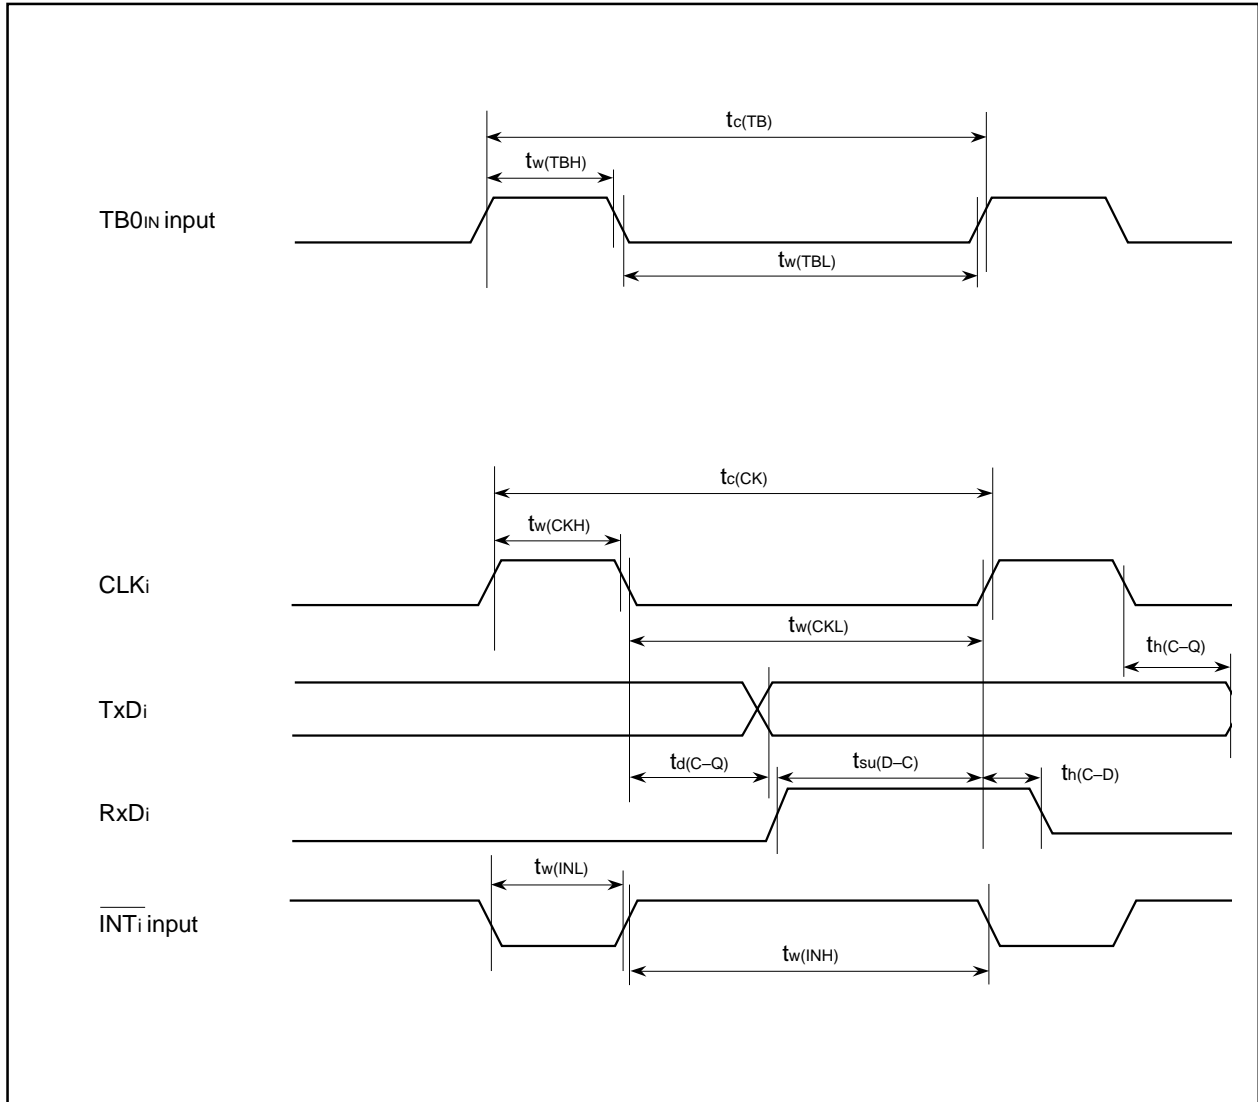 tc(TB)
tw(TBH)
TB0IN input
tw(TBL)
tc(CK)
tw(CKH)
CLKi
tw(CKL)
th(C–Q)
TxDi
td(C–Q)
tsu(D–C)
th(C–D)
RxDi
tw(INL)
INTi input
tw(INH)